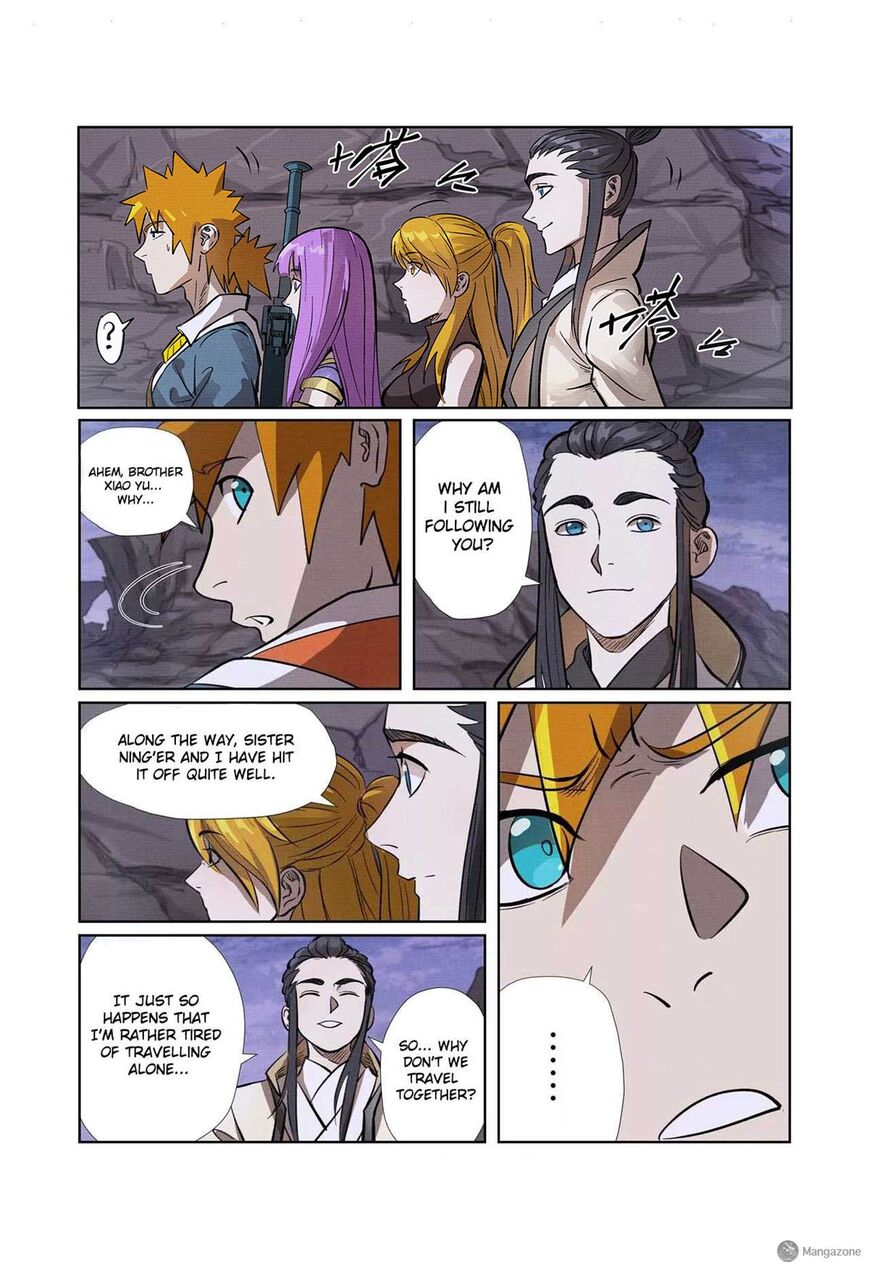 塔
塔
?
AHEM, BROTHER
XIAO YU...
WHY...
WHY AM
I STILL
FOLLOWING
YOU?
ALONG THE WAY, SISTER
NING'ER AND I HAVE HIT
IT OFF QUITE WELL.
IT JUST SO
HAPPENS THAT
I'M RATHER TIRED
OF TRAVELLING
ALONE...
SO... WHY
DON'T WE
TRAVEL
TOGETHER?
......
Mangazone